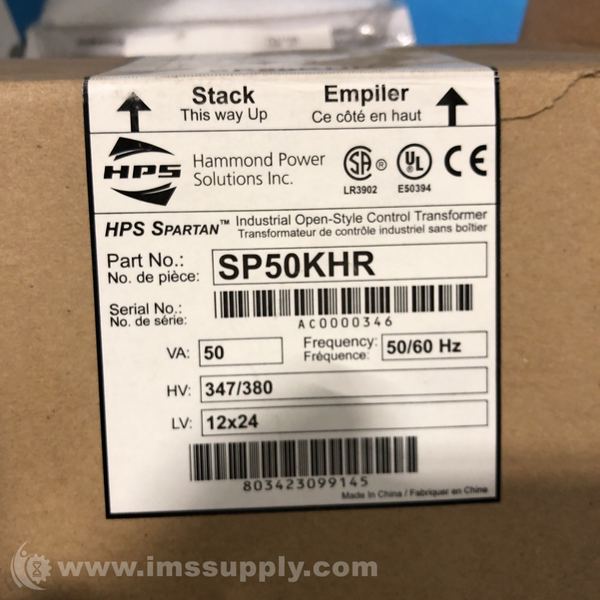 Stack
This way Up
Empiler
Ce côté en haut
HPS
Hammond Power
Solutions Inc.
SA ®
LR3902
UL
E50394
CE
HPS SPARTAN™ Industrial Open-Style Control Transformer
Transformateur de contrôle industriel sans boîtier
Part No.:
No. de pièce:
SP50KHR
Serial No.:
No. de série:
AC0000346
VA: 50
Frequency:
Fréquence:
50/60 Hz
HV: 347/380
LV: 12x24
803423099145
Made In China / Fabriquer en Chine
www.imssupply.com